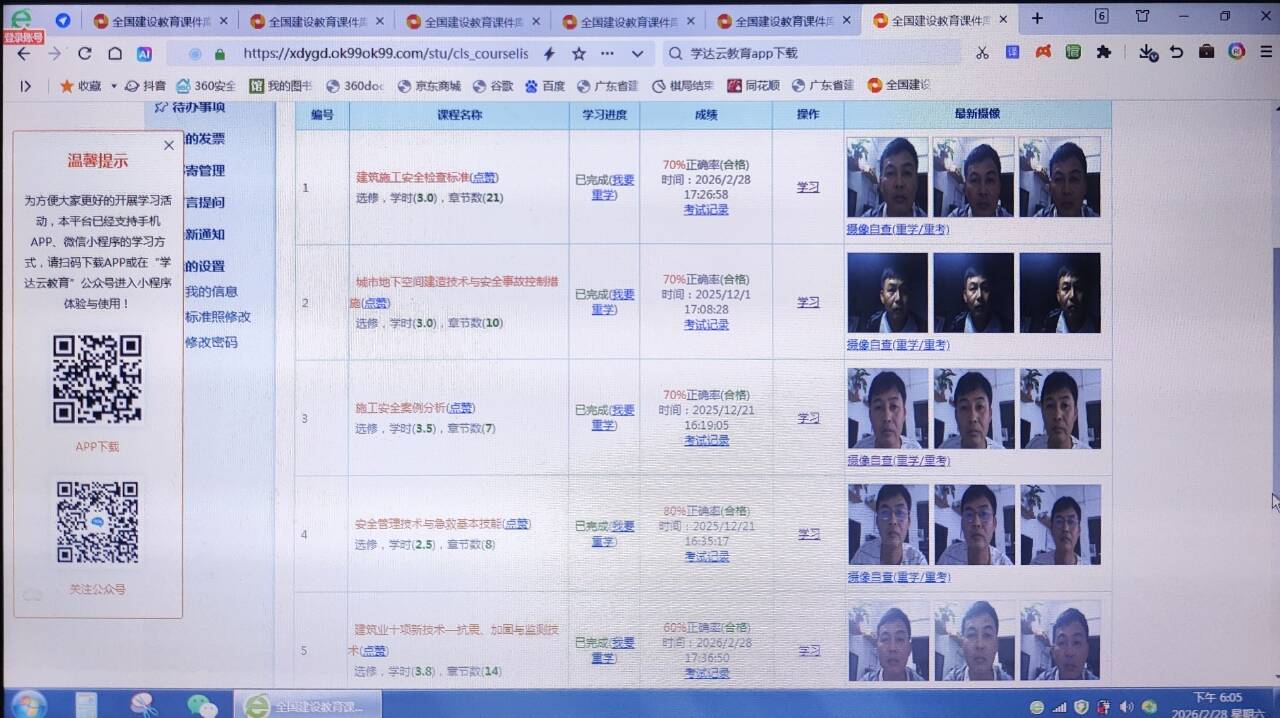 登录账号
全国建设教育课件库 × 全国建设教育课件库 × 全国建设教育课件库 × 全国建设教育课件库 × 全国建设教育课件库 × 全国建设教育课件库 × + 6
https://xdygd.ok99ok99.com/stu/cls_courselis 学达云教育app下载
收藏 抖音 360安全 我的图书 360doc 京东商城 谷歌 百度 广东省建 棋局结束 同花顺 广东省建 全国建设
待办事项
的发票
寄管理
言提问
新通知
的设置
我的信息
标准照修改
修改密码
温馨提示
为方便大家更好的开展学习活
动，本平台已经支持手机
APP、微信小程序的学习方
式，请扫码下载APP或在“学
达云教育”公众号进入小程序
体验与使用！
APP下载
关注公众号
编号 课程名称 学习进度 成绩 操作 最新摄像
1 建筑施工安全检查标准(点赞)
选修，学时(3.0)，章节数(21)
已完成(我要
重学)
70%正确率(合格)
时间：2026/2/28
17:26:58
考试记录
学习
摄像自查(重学/重考)
2 城市地下空间建造技术与安全事故控制措
施(点赞)
选修，学时(3.0)，章节数(10)
已完成(我要
重学)
70%正确率(合格)
时间：2025/12/1
17:08:28
考试记录
学习
摄像自查(重学/重考)
3 施工安全案例分析(点赞)
选修，学时(3.5)，章节数(7)
已完成(我要
重学)
70%正确率(合格)
时间：2025/12/21
16:19:05
考试记录
学习
摄像自查(重学/重考)
4 安全管理技术与急救基本技能(点赞)
选修，学时(2.5)，章节数(8)
已完成(我要
重学)
80%正确率(合格)
时间：2025/12/21
16:35:17
考试记录
学习
摄像自查(重学/重考)
5 建筑业十项新技术—抗震、加固与监测技
术(点赞)
选修，学时(3.8)，章节数(14)
已完成(我要
重学)
60%正确率(合格)
时间：2026/2/28
17:36:50
考试记录
学习
全国建设教育课...
下午 6:05
2026/2/28 星期六